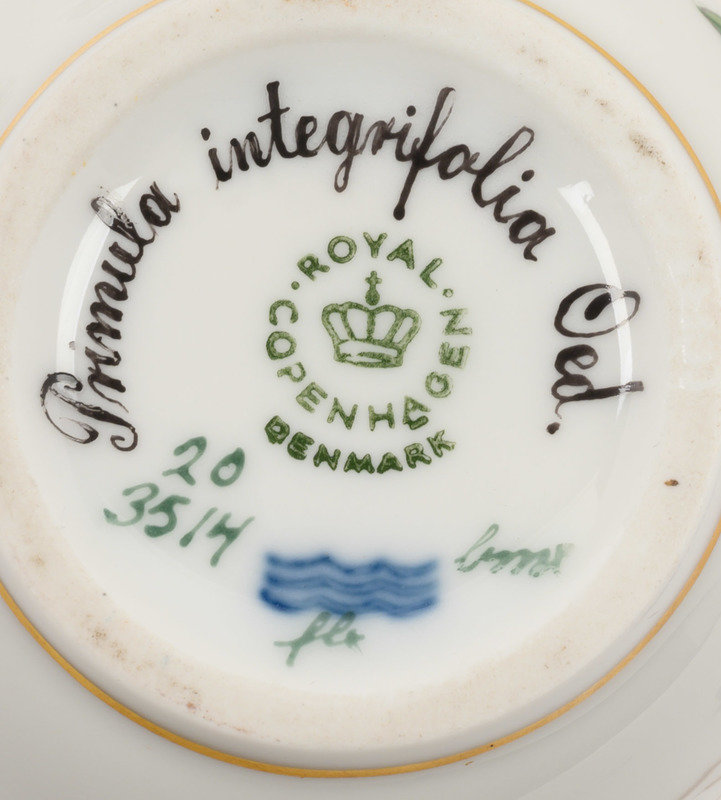 Primula integrifolia Oed.
· ROYAL ·
COPENHAGEN
DENMARK
20
3514